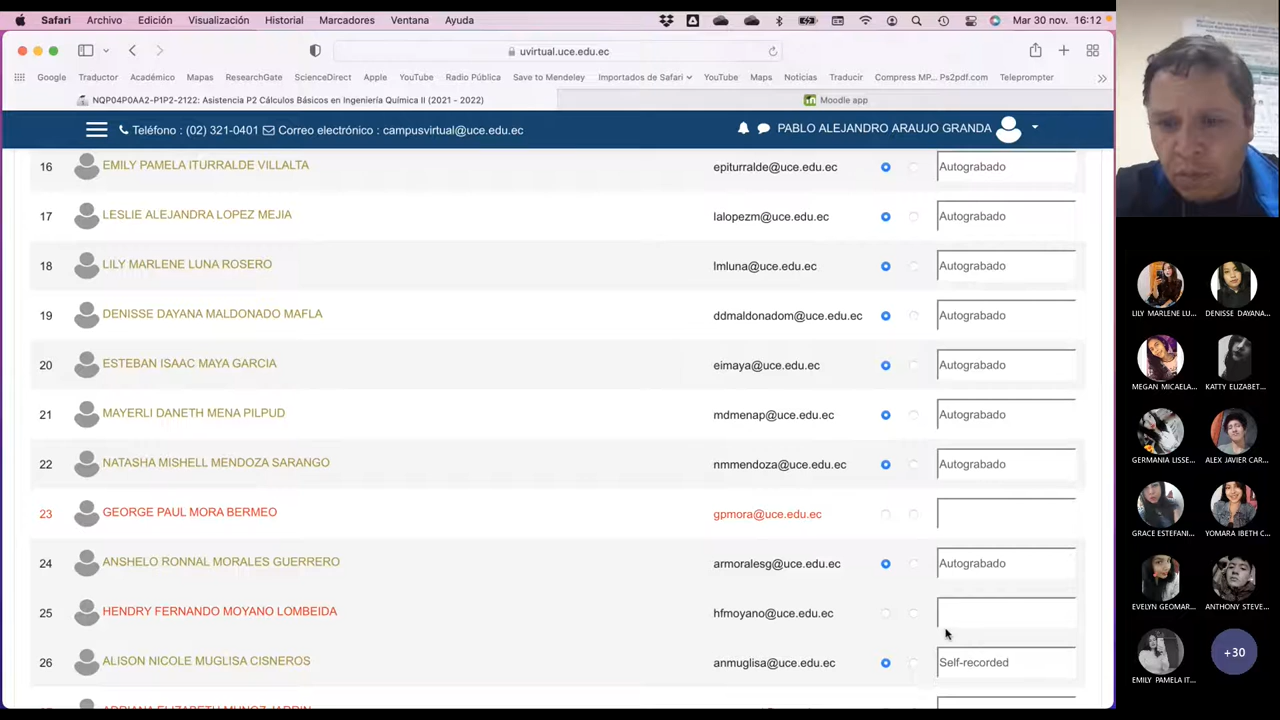 Safari Archivo Edición Visualización Historial Marcadores Ventana Ayuda Mar 30 nov. 16:12
uvirtual.uce.edu.ec
Google Traductor Académico Mapas ResearchGate ScienceDirect Apple YouTube Radio Pública Save to Mendeley Importados de Safari YouTube Maps Noticias Traducir Compress MP... Ps2pdf.com Teleprompter
NQP04P0AA2-P1P2-2122: Asistencia P2 Cálculos Básicos en Ingeniería Química II (2021 - 2022) Moodle app
Teléfono : (02) 321-0401 Correo electrónico : campusvirtual@uce.edu.ec PABLO ALEJANDRO ARAUJO GRANDA
16 EMILY PAMELA ITURRALDE VILLALTA epiturralde@uce.edu.ec Autograbado
17 LESLIE ALEJANDRA LOPEZ MEJIA lalopezm@uce.edu.ec Autograbado
18 LILY MARLENE LUNA ROSERO lmluna@uce.edu.ec Autograbado
19 DENISSE DAYANA MALDONADO MAFLA ddmaldonadom@uce.edu.ec Autograbado
20 ESTEBAN ISAAC MAYA GARCIA eimaya@uce.edu.ec Autograbado
21 MAYERLI DANETH MENA PILPUD mdmenap@uce.edu.ec Autograbado
22 NATASHA MISHELL MENDOZA SARANGO nmmendoza@uce.edu.ec Autograbado
23 GEORGE PAUL MORA BERMEO gpmora@uce.edu.ec
24 ANSHELO RONNAL MORALES GUERRERO armoralesg@uce.edu.ec Autograbado
25 HENDRY FERNANDO MOYANO LOMBEIDA hfmoyano@uce.edu.ec
26 ALISON NICOLE MUGLISA CISNEROS anmuglisa@uce.edu.ec Self-recorded
ADRIANA ELIZABETH MUNOZ JARRIN
LILY MARLENE LU... DENISSE DAYANA...
MEGAN MICAELA... KATTY ELIZABET...
GERMANIA LISSE... ALEX JAVIER CAR...
GRACE ESTEFANI... YOMARA IBETH C...
EVELYN GEOMAR... ANTHONY STEVE...
EMILY PAMELA IT... +30